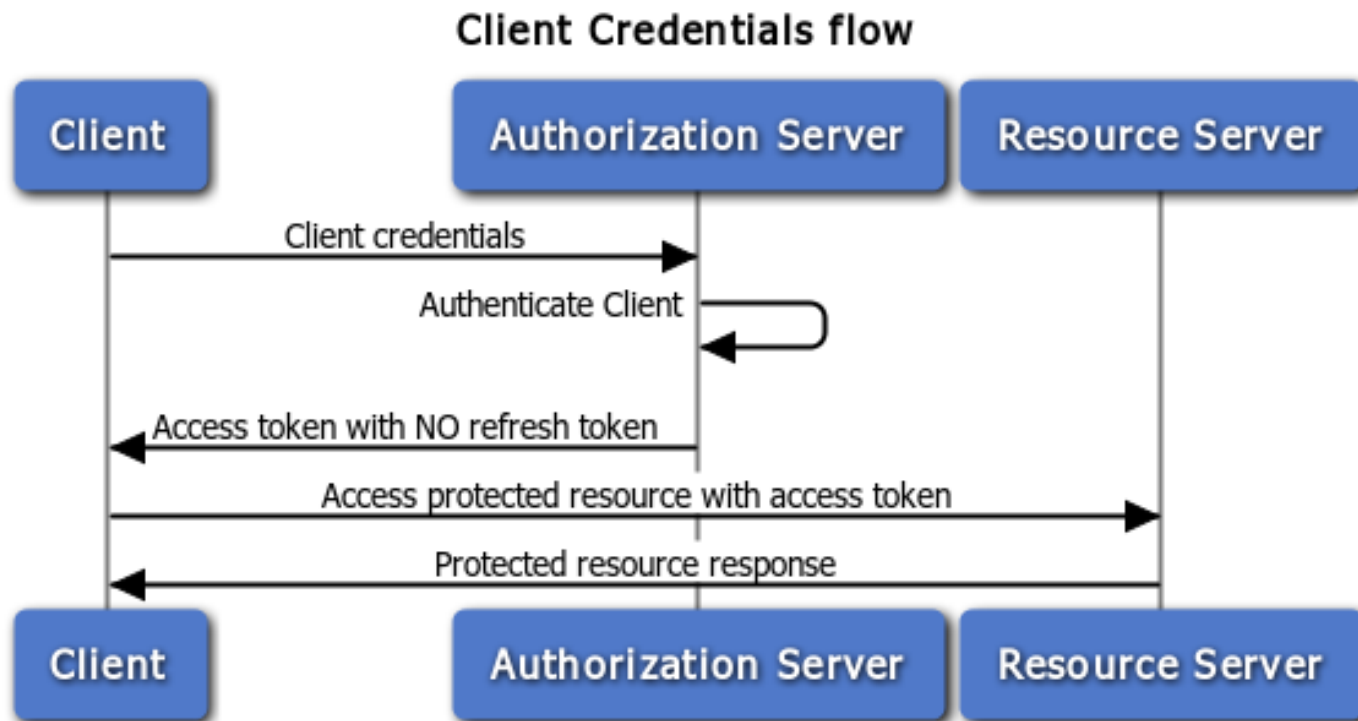 Client Credentials flow
Client
Authorization Server
Resource Server
Client credentials
Authenticate Client
Access token with NO refresh token
Access protected resource with access token
Protected resource response
Client
Authorization Server
Resource Server